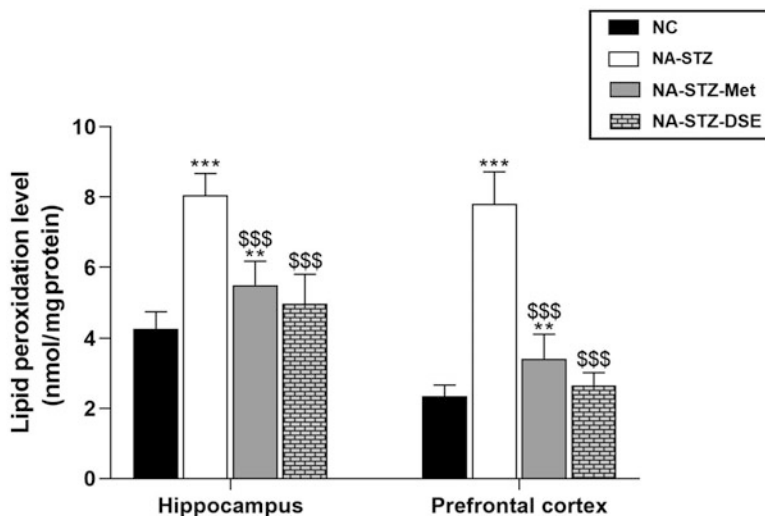 NC
NA-STZ
NA-STZ-Met
NA-STZ-DSE
Lipid peroxidation level
(nmol/mgprotein)
10
8
6
4
2
0
***
$$$
**
$$$
***
$$$
**
$$$
Hippocampus
Prefrontal cortex